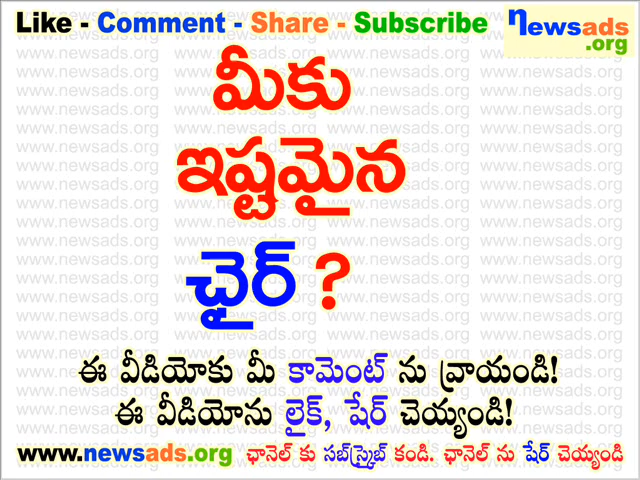 Like - Comment - Share - Subscribe
newsads
.org
మీకు
ఇష్టమైన
ఛైర్ ?
ఈ వీడియోకు మీ కామెంట్ ను వ్రాయండి!
ఈ వీడియోను లైక్, షేర్ చెయ్యండి!
www.newsads.org ఛానెల్ కు సబ్‌స్క్రైబ్ కండి. ఛానెల్ ను షేర్ చెయ్యండి